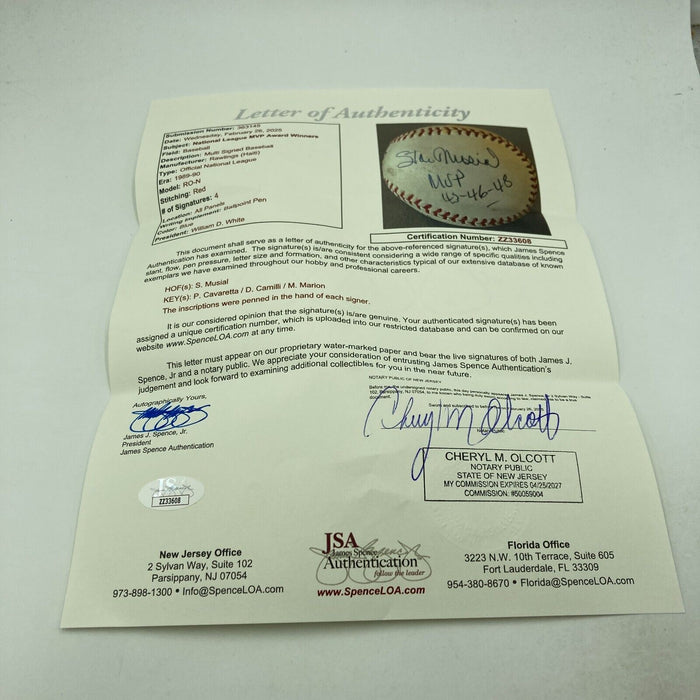 Letter of Authenticity
Submission Number: 363145
Date: Wednesday, February 26, 2025
Subject: National League MVP Award Winners
Field: Baseball
Description: Multi Signed Baseball
Manufacturer: Rawlings (Haiti)
Type: Official National League
Era: 1989-90
Model: RO-N
Stitching: Red
# of Signatures: 4
Location: All Panels
Writing Implement: Ballpoint Pen
Color: Blue
President: William D. White
Stan Musial
MVP
43-46-48
Certification Number: ZZ33608
This document shall serve as a letter of authenticity for the above-referenced signature(s), which James Spence
Authentication has examined. The signature(s) is/are consistent considering a wide range of specific qualities including
slant, flow, pen pressure, letter size and formation, and other characteristics typical of our extensive database of known
exemplars we have examined throughout our hobby and professional careers.
HOF(s): S. Musial
KEY(s): P. Cavaretta / D. Camilli / M. Marion
The inscriptions were penned in the hand of each signer.
It is our considered opinion that the signature(s) is/are genuine. Your authenticated signature(s) has been
assigned a unique certification number, which is uploaded into our restricted database and can be confirmed on our
website www.SpenceLOA.com at any time.
This letter must appear on our proprietary water-marked paper and bear the live signatures of both James J.
Spence, Jr and a notary public. We appreciate your consideration of entrusting James Spence Authentication's
judgement and look forward to examining additional collectibles for you in the near future.
NOTARY PUBLIC OF NEW JERSEY
Autographically Yours,
James J. Spence, Jr.
President
James Spence Authentication
Cheryl M Olcott
CHERYL M. OLCOTT
NOTARY PUBLIC
STATE OF NEW JERSEY
MY COMMISSION EXPIRES 04/25/2027
COMMISSION: #50059004
JSA
ZZ33608
New Jersey Office
2 Sylvan Way, Suite 102
Parsippany, NJ 07054
973-898-1300 • Info@SpenceLOA.com
JSA
James Spence
Authentication
follow the leader
www.SpenceLOA.com
Florida Office
3223 N.W. 10th Terrace, Suite 605
Fort Lauderdale, FL 33309
954-380-8670 • Florida@SpenceLOA.com